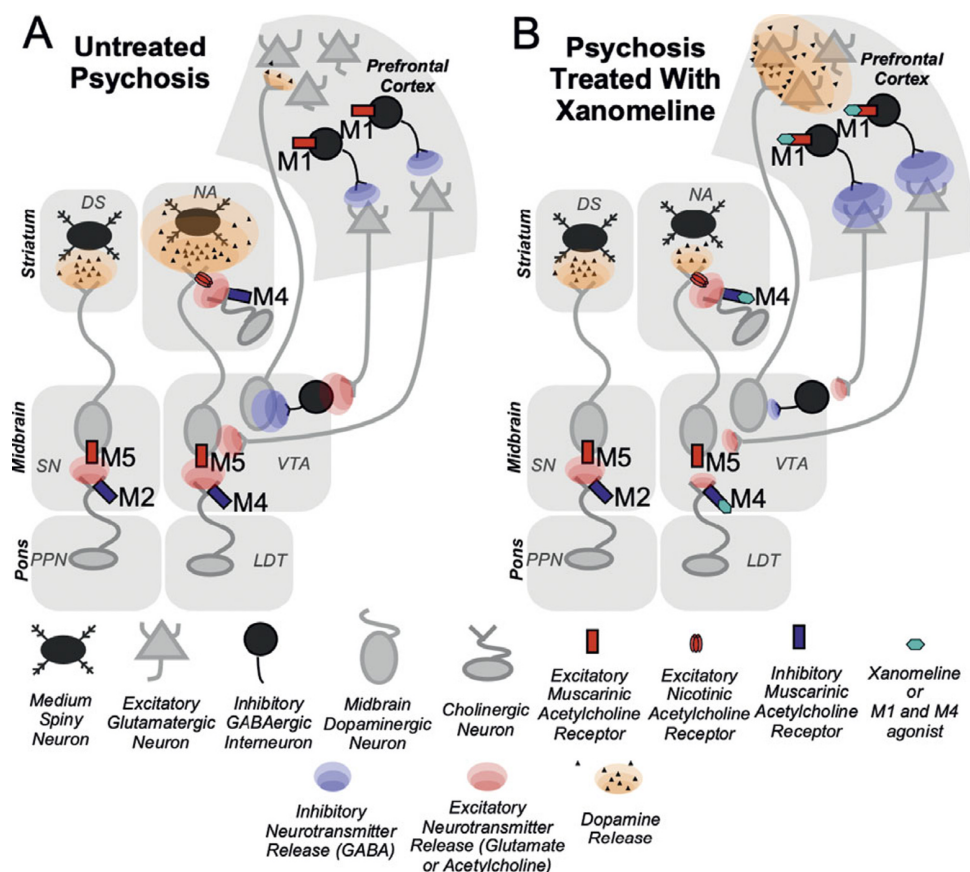 A
Untreated
Psychosis
Prefrontal
Cortex
M1
M1
Striatum
DS
NA
M4
Midbrain
SN
M5
M2
M5
M4
VTA
Pons
PPN
LDT
B
Psychosis
Treated With
Xanomeline
Prefrontal
Cortex
M1
M1
Striatum
DS
NA
M4
Midbrain
SN
M5
M2
M5
M4
VTA
Pons
PPN
LDT
Medium
Spiny
Neuron
Excitatory
Glutamatergic
Neuron
Inhibitory
GABAergic
Interneuron
Midbrain
Dopaminergic
Neuron
Cholinergic
Neuron
Excitatory
Muscarinic
Acetylcholine
Receptor
Excitatory
Nicotinic
Acetylcholine
Receptor
Inhibitory
Muscarinic
Acetylcholine
Receptor
Xanomeline
or
M1 and M4
agonist
Inhibitory
Neurotransmitter
Release (GABA)
Excitatory
Neurotransmitter
Release (Glutamate
or Acetylcholine)
Dopamine
Release